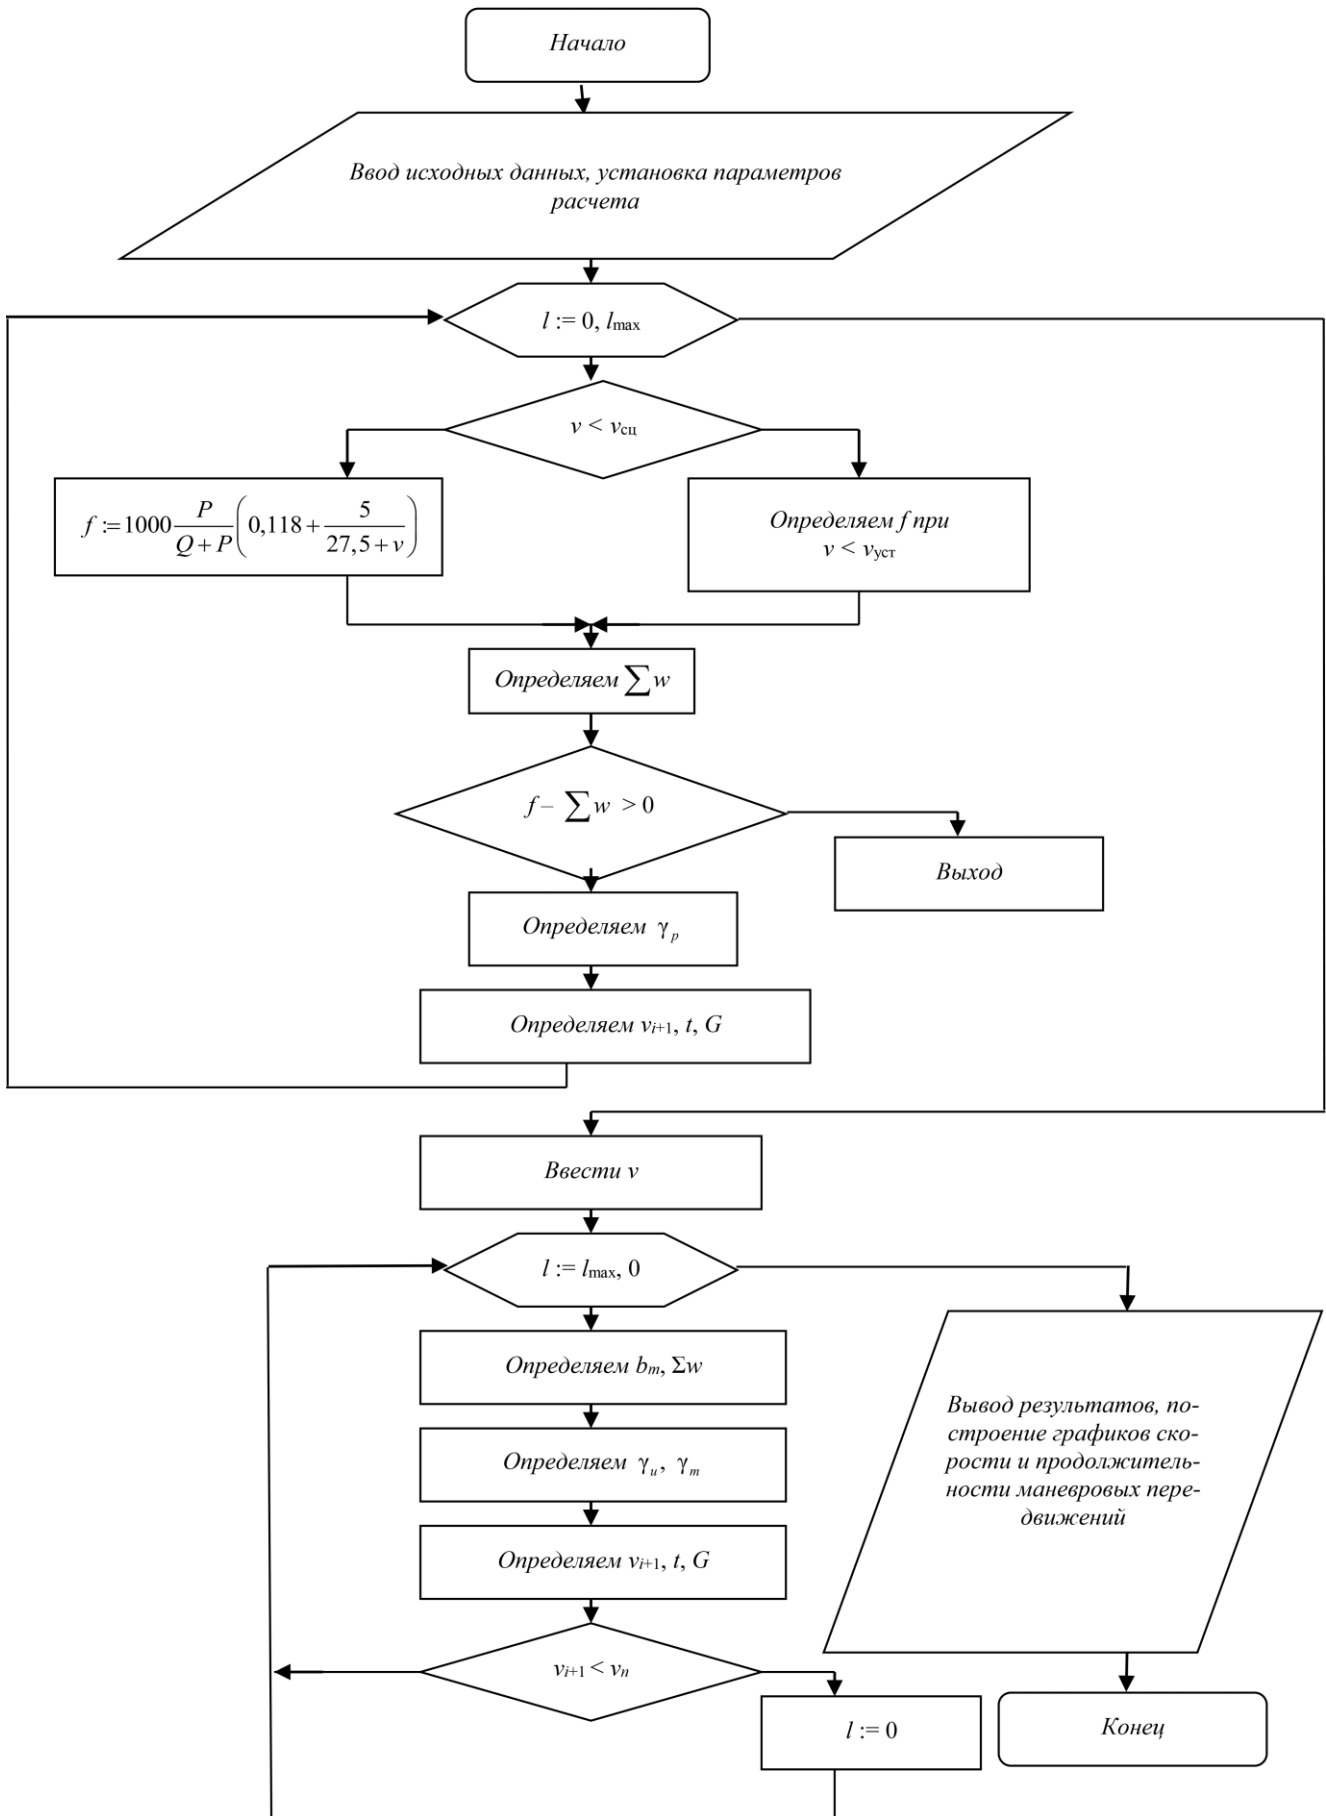 Начало
Ввод исходных данных, установка параметров
расчета
l := 0, lmax
v < vсц
f := 1000 P/(Q + P) (0,118 + 5/(27,5 + v))
Определяем f при
v < vуст
Определяем ∑ w
f – ∑ w > 0
Выход
Определяем γp
Определяем vi+1, t, G
Ввести v
l := lmax, 0
Определяем bm, Σw
Определяем γu, γm
Определяем vi+1, t, G
vi+1 < vn
l := 0
Вывод результатов, по-
строение графиков ско-
рости и продолжитель-
ности маневровых пере-
движений
Конец